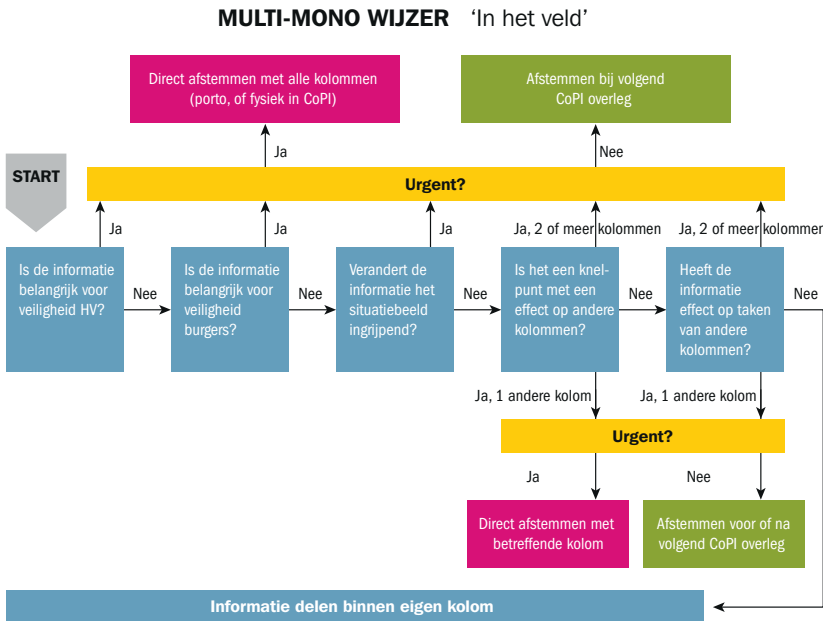 MULTI-MONO WIJZER 'In het veld'
Direct afstemmen met alle kolommen
(porto, of fysiek in CoPI)
Afstemmen bij volgend
CoPI overleg
Ja
Nee
START
Urgent?
Ja
Ja
Ja
Ja, 2 of meer kolommen
Ja, 2 of meer kolommen
Is de informatie
belangrijk voor
veiligheid HV?
Nee
Is de informatie
belangrijk voor
veiligheid
burgers?
Nee
Verandert de
informatie het
situatiebeeld
ingrijpend?
Nee
Is het een knel-
punt met een
effect op andere
kolommen?
Nee
Heeft de
informatie
effect op taken
van andere
kolommen?
Nee
Ja, 1 andere kolom
Ja, 1 andere kolom
Urgent?
Ja
Nee
Direct afstemmen met
betreffende kolom
Afstemmen voor of na
volgend CoPI overleg
Informatie delen binnen eigen kolom